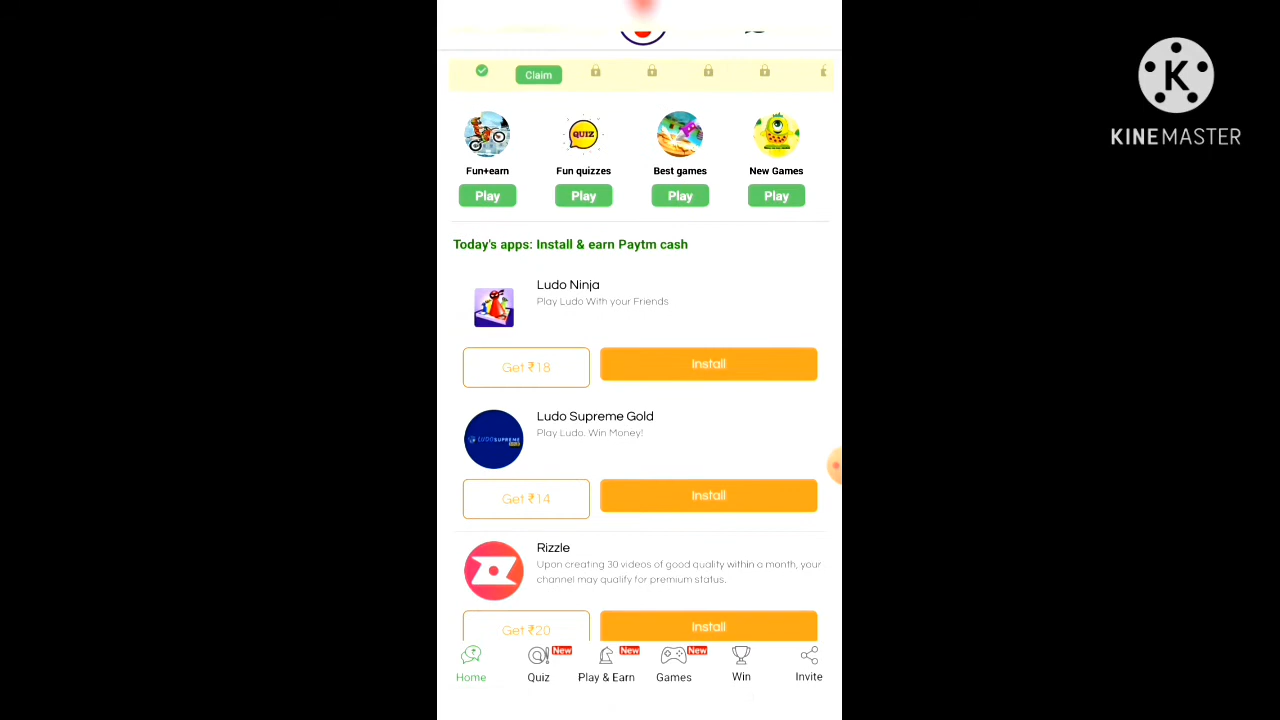 Claim
KINEMASTER
QUIZ
Fun+earn Fun quizzes Best games New Games
Play Play Play Play
Today's apps: Install & earn Paytm cash
Ludo Ninja
Play Ludo With your Friends
Get ₹18 Install
Ludo Supreme Gold
Play Ludo. Win Money!
LUDO SUPREME
Get ₹14 Install
Rizzle
Upon creating 30 videos of good quality within a month, your
channel may qualify for premium status.
Get ₹20 Install
New New New
Home Quiz Play & Earn Games Win Invite